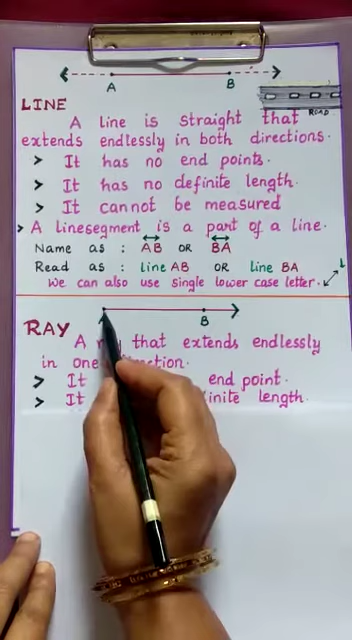 A B
ROAD
LINE
A line is straight that
extends endlessly in both directions.
> It has no end points.
> It has no definite length.
> It can not be measured
> A linesegment is a part of a line.
Name as : AB OR BA
Read as : line AB OR line BA
We can also use single lower case letter. l
B
RAY
A that extends endlessly
in one direction.
> It end point.
> It length.